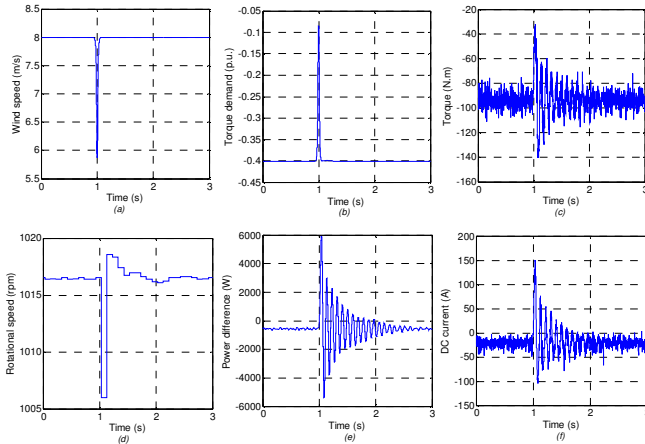 8.5
8
7.5
7
6.5
6
5.5
0 1 2 3
Wind speed (m/s)
Time (s)
(a)
-0.05
-0.1
-0.15
-0.2
-0.25
-0.3
-0.35
-0.4
-0.45
0 1 2 3
Torque demand (p.u.)
Time (s)
(b)
-20
-40
-60
-80
-100
-120
-140
-160
0 1 2 3
Torque (N.m)
Time (s)
(c)
1020
1015
1010
1005
0 1 2 3
Rotational speed (rpm)
Time (s)
(d)
6000
4000
2000
0
-2000
-4000
-6000
0 1 2 3
Power difference (W)
Time (s)
(e)
200
150
100
50
0
-50
-100
-150
0 1 2 3
DC current (A)
Time (s)
(f)